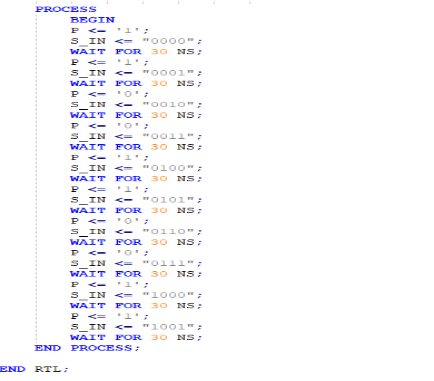 PROCESS
BEGIN
P <= '1';
S_IN <= "0000";
WAIT FOR 30 NS;
P <= '1';
S_IN <= "0001";
WAIT FOR 30 NS;
P <= '0';
S_IN <= "0010";
WAIT FOR 30 NS;
P <= '0';
S_IN <= "0011";
WAIT FOR 30 NS;
P <= '1';
S_IN <= "0100";
WAIT FOR 30 NS;
P <= '1';
S_IN <= "0101";
WAIT FOR 30 NS;
P <= '0';
S_IN <= "0110";
WAIT FOR 30 NS;
P <= '0';
S_IN <= "0111";
WAIT FOR 30 NS;
P <= '1';
S_IN <= "1000";
WAIT FOR 30 NS;
P <= '1';
S_IN <= "1001";
WAIT FOR 30 NS;
END PROCESS;
END RTL;